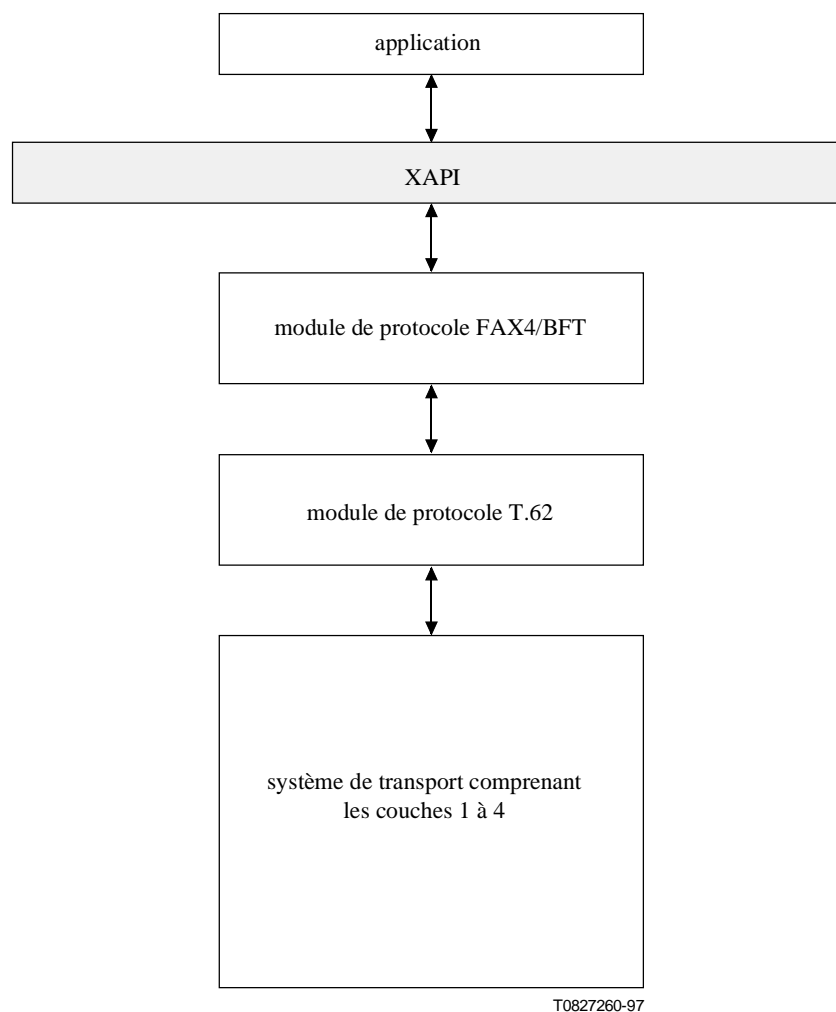 application
XAPI
module de protocole FAX4/BFT
module de protocole T.62
système de transport comprenant
les couches 1 à 4
T0827260-97